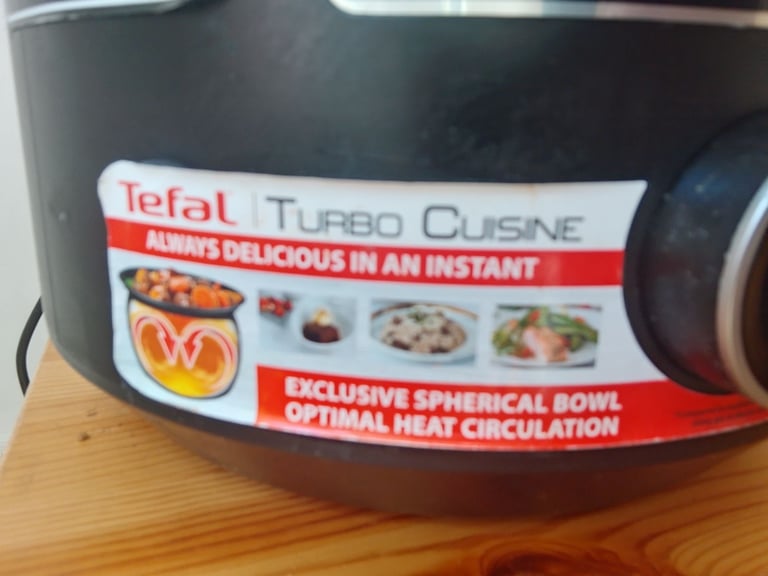 Tefal TURBO CUISINE
ALWAYS DELICIOUS IN AN INSTANT
EXCLUSIVE SPHERICAL BOWL
OPTIMAL HEAT CIRCULATION